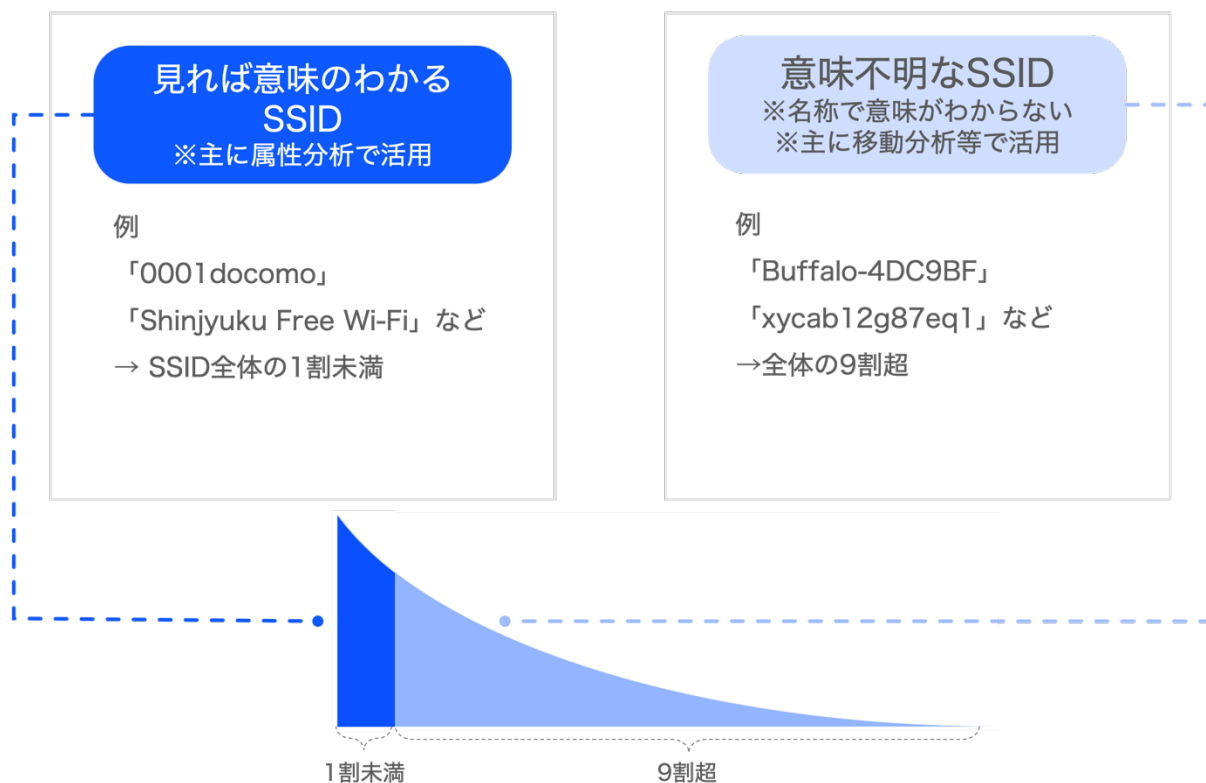 見れば意味のわかる
SSID
※主に属性分析で活用
例
「0001docomo」
「Shinjyuku Free Wi-Fi」など
→ SSID全体の1割未満
意味不明なSSID
※名称で意味がわからない
※主に移動分析等で活用
例
「Buffalo-4DC9BF」
「xycab12g87eq1」など
→全体の9割超
1割未満
9割超